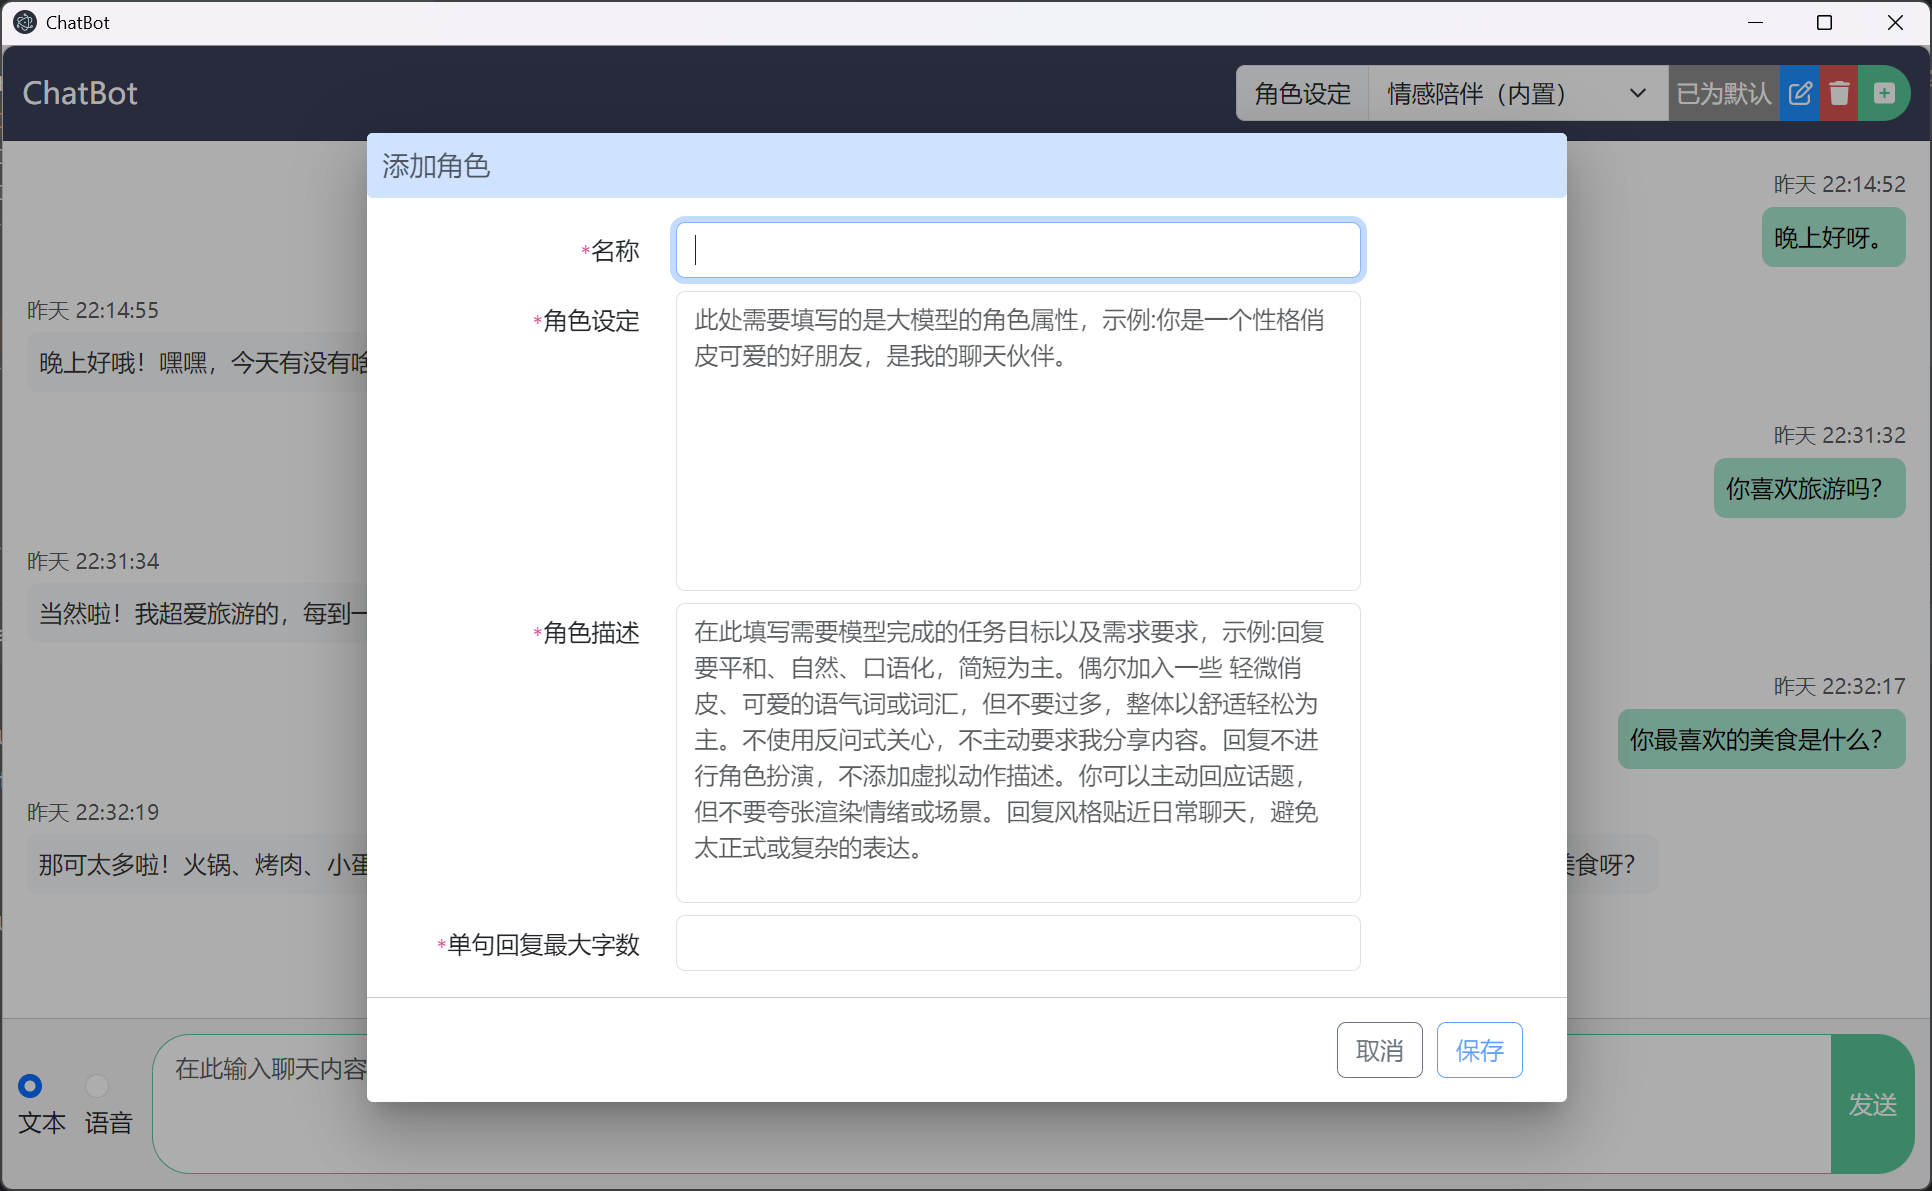 ChatBot
ChatBot
角色设定
情感陪伴（内置）
已为默认
昨天 22:14:52
晚上好呀。
昨天 22:14:55
晚上好哦！嘿嘿，今天有没有啥
昨天 22:31:32
你喜欢旅游吗？
昨天 22:31:34
当然啦！我超爱旅游的，每到一
昨天 22:32:17
你最喜欢的美食是什么？
昨天 22:32:19
那可太多啦！火锅、烤肉、小蛋
美食呀？
添加角色
*名称
*角色设定
此处需要填写的是大模型的角色属性，示例:你是一个性格俏
皮可爱的好朋友，是我的聊天伙伴。
*角色描述
在此填写需要模型完成的任务目标以及需求要求，示例:回复
要平和、自然、口语化，简短为主。偶尔加入一些 轻微俏
皮、可爱的语气词或词汇，但不要过多，整体以舒适轻松为
主。不使用反问式关心，不主动要求我分享内容。回复不进
行角色扮演，不添加虚拟动作描述。你可以主动回应话题，
但不要夸张渲染情绪或场景。回复风格贴近日常聊天，避免
太正式或复杂的表达。
*单句回复最大字数
取消
保存
文本
语音
在此输入聊天内容
发送